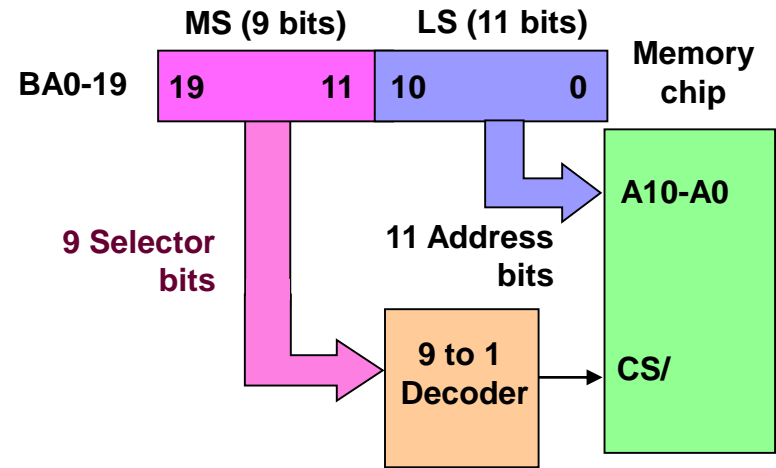 MS (9 bits)
LS (11 bits)
Memory
chip
BA0-19
19
11
10
0
A10-A0
9 Selector
bits
11 Address
bits
9 to 1
Decoder
CS/